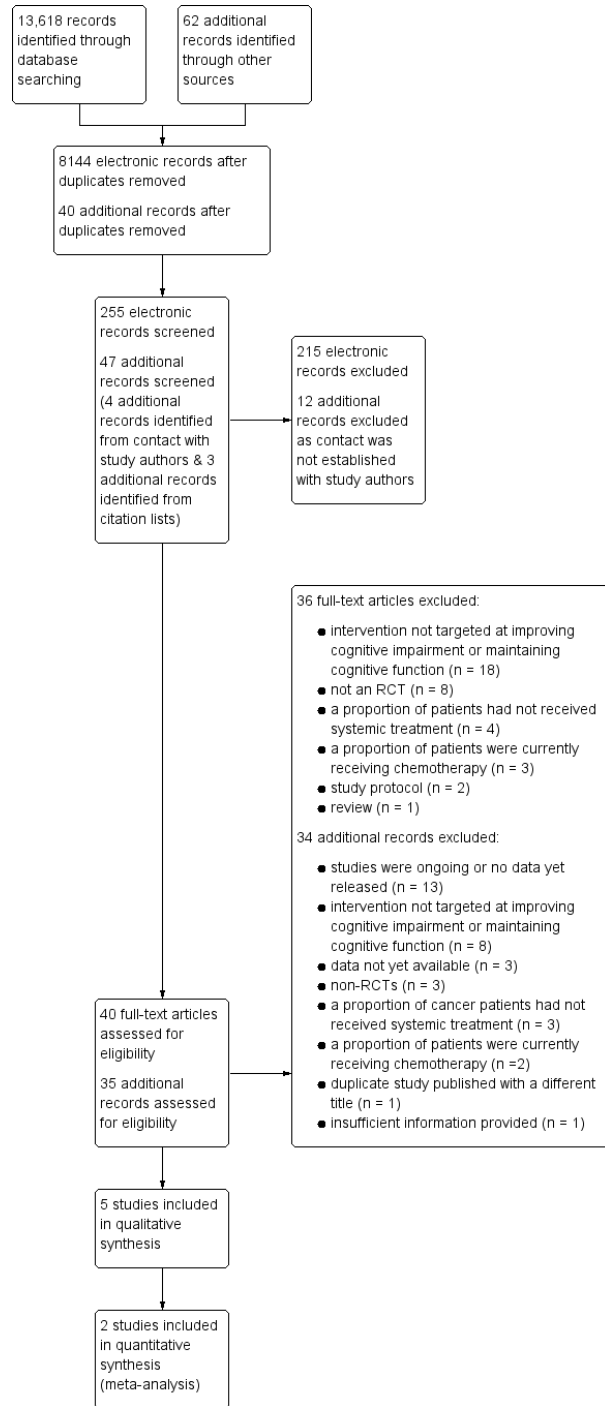 13,618 records
identified through
database
searching
62 additional
records identified
through other
sources
8144 electronic records after
duplicates removed
40 additional records after
duplicates removed
255 electronic
records screened
47 additional
records screened
(4 additional
records identified
from contact with
study authors & 3
additional records
identified from
citation lists)
215 electronic
records excluded
12 additional
records excluded
as contact was
not established
with study authors
36 full-text articles excluded:
● intervention not targeted at improving
cognitive impairment or maintaining
cognitive function (n = 18)
● not an RCT (n = 8)
● a proportion of patients had not received
systemic treatment (n = 4)
● a proportion of patients were currently
receiving chemotherapy (n = 3)
● study protocol (n = 2)
● review (n = 1)
34 additional records excluded:
● studies were ongoing or no data yet
released (n = 13)
● intervention not targeted at improving
cognitive impairment or maintaining
cognitive function (n = 8)
● data not yet available (n = 3)
● non-RCTs (n = 3)
● a proportion of cancer patients had not
received systemic treatment (n = 3)
● a proportion of patients were currently
receiving chemotherapy (n =2)
● duplicate study published with a different
title (n = 1)
● insufficient information provided (n = 1)
40 full-text articles
assessed for
eligibility
35 additional
records assessed
for eligibility
5 studies included
in qualitative
synthesis
2 studies included
in quantitative
synthesis
(meta-analysis)